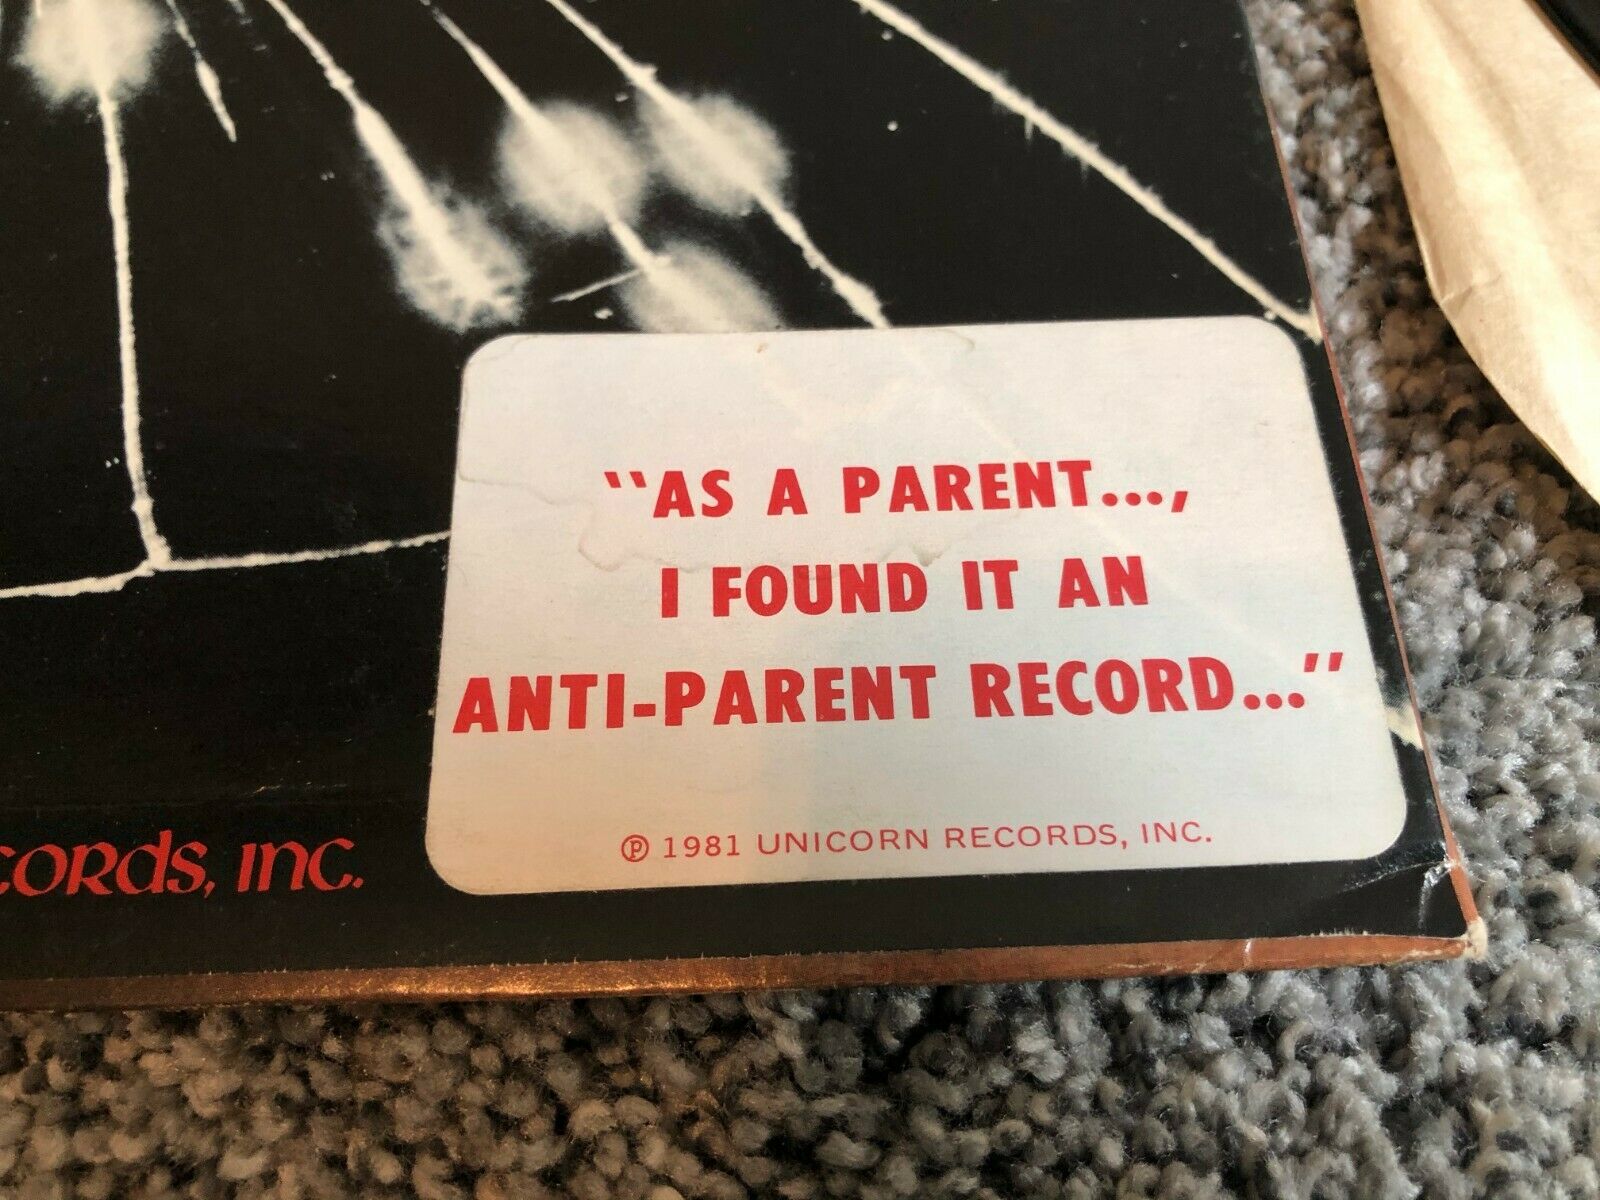 "AS A PARENT...,
I FOUND IT AN
ANTI-PARENT RECORD..."
℗ 1981 UNICORN RECORDS, INC.
CORdS, INC.